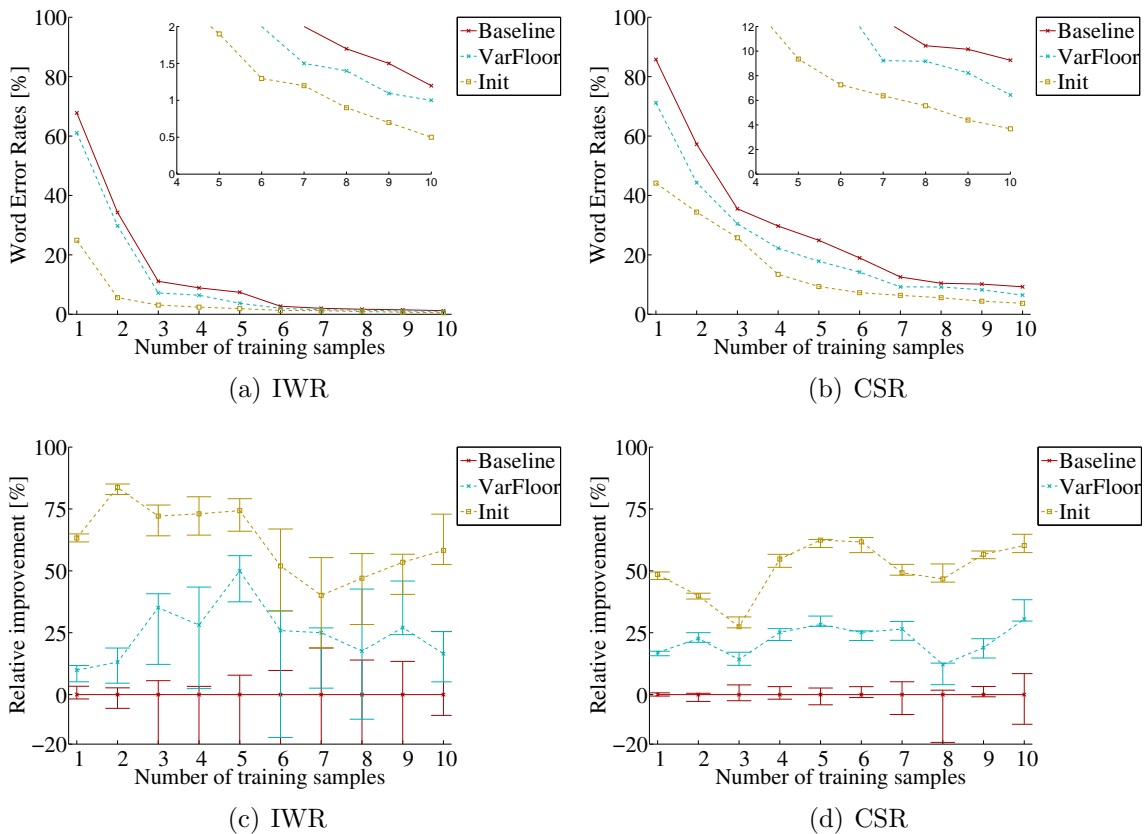 100
80
60
40
20
0
Word Error Rates [%]
1 2 3 4 5 6 7 8 9 10
Number of training samples
2
1.5
1
0.5
0
4 5 6 7 8 9 10
Baseline
VarFloor
Init
(a) IWR
100
80
60
40
20
0
Word Error Rates [%]
1 2 3 4 5 6 7 8 9 10
Number of training samples
12
10
8
6
4
2
0
4 5 6 7 8 9 10
Baseline
VarFloor
Init
(b) CSR
100
75
50
25
0
−20
Relative improvement [%]
1 2 3 4 5 6 7 8 9 10
Number of training samples
Baseline
VarFloor
Init
(c) IWR
100
75
50
25
0
−20
Relative improvement [%]
1 2 3 4 5 6 7 8 9 10
Number of training samples
Baseline
VarFloor
Init
(d) CSR